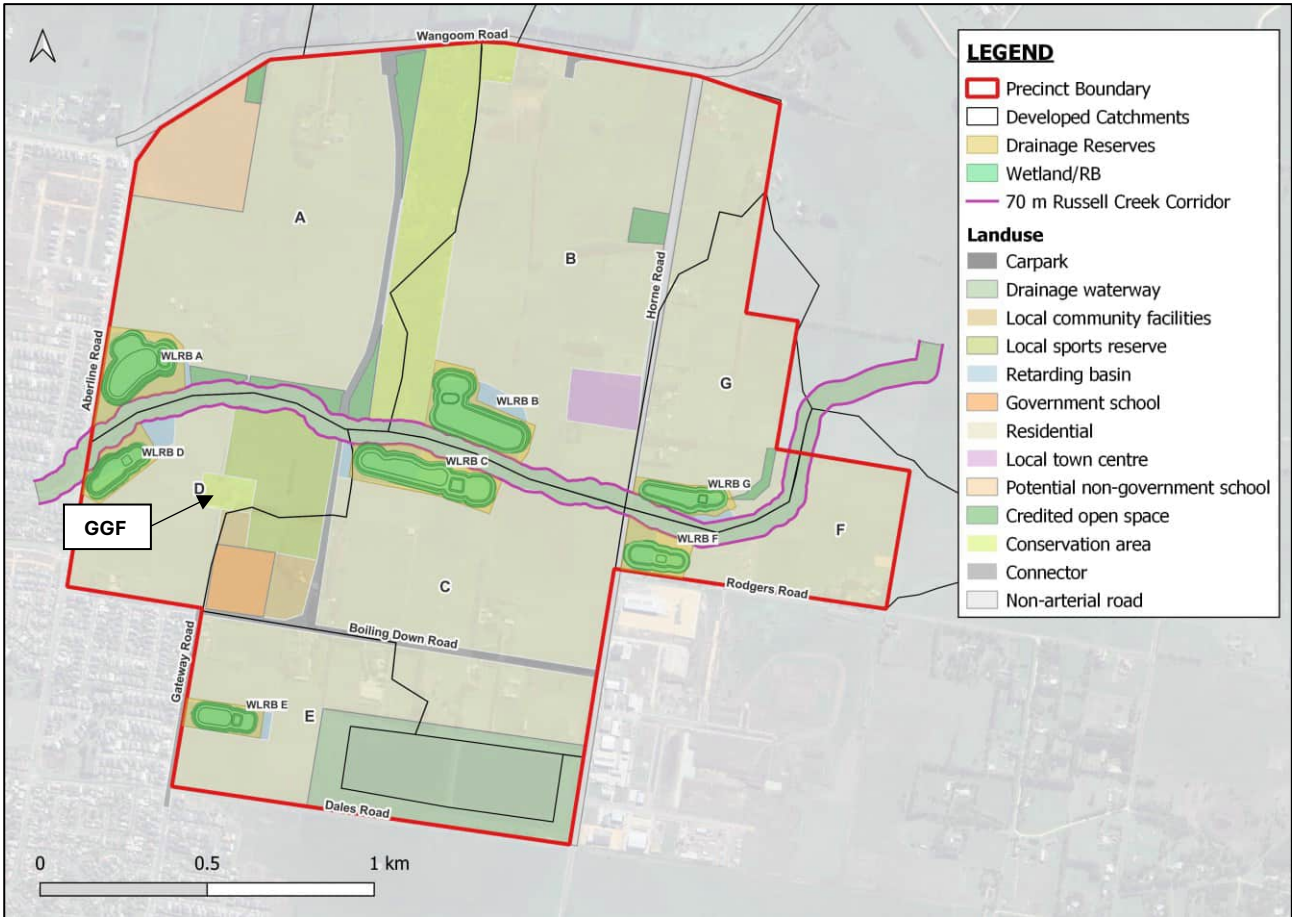 Wangoom Road
A
B
Horne Road
G
Aberline Road
WLRB A
WLRB B
WLRB D
WLRB C
WLRB G
D
GGF
WLRB F
F
C
Rodgers Road
Boiling Down Road
Gateway Road
WLRB E
E
Dales Road
0 0.5 1 km
LEGEND
Precinct Boundary
Developed Catchments
Drainage Reserves
Wetland/RB
70 m Russell Creek Corridor
Landuse
Carpark
Drainage waterway
Local community facilities
Local sports reserve
Retarding basin
Government school
Residential
Local town centre
Potential non-government school
Credited open space
Conservation area
Connector
Non-arterial road